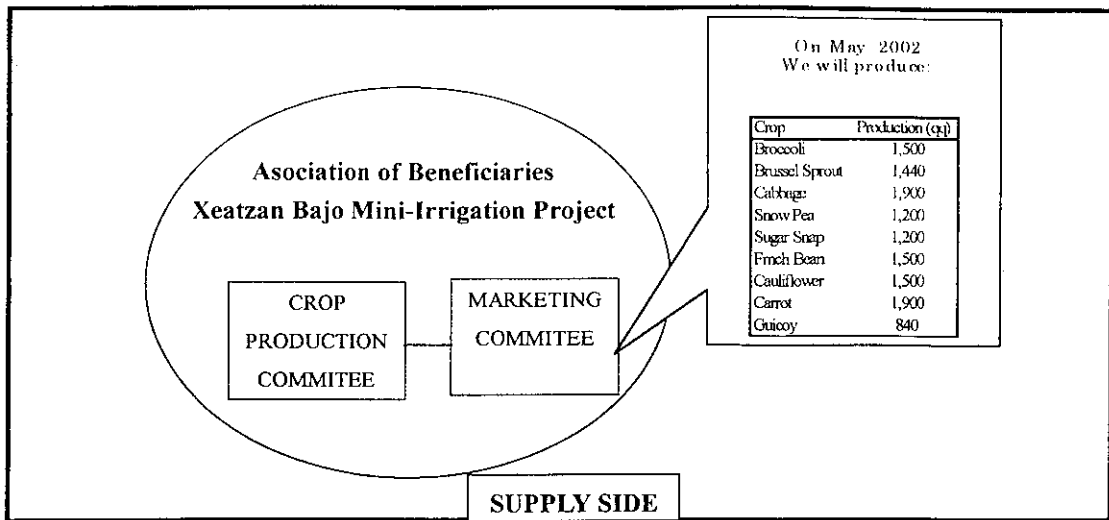 On May 2002
We will produce:
Crop Production (qq)
Broccoli 1,500
Brussel Sprout 1,440
Cabbage 1,900
Snow Pea 1,200
Sugar Snap 1,200
Frnch Bean 1,500
Cauliflower 1,500
Carrot 1,900
Guicoy 840
Asociation of Beneficiaries
Xeatzan Bajo Mini-Irrigation Project
CROP
PRODUCTION
COMMITEE
MARKETING
COMMITEE
SUPPLY SIDE